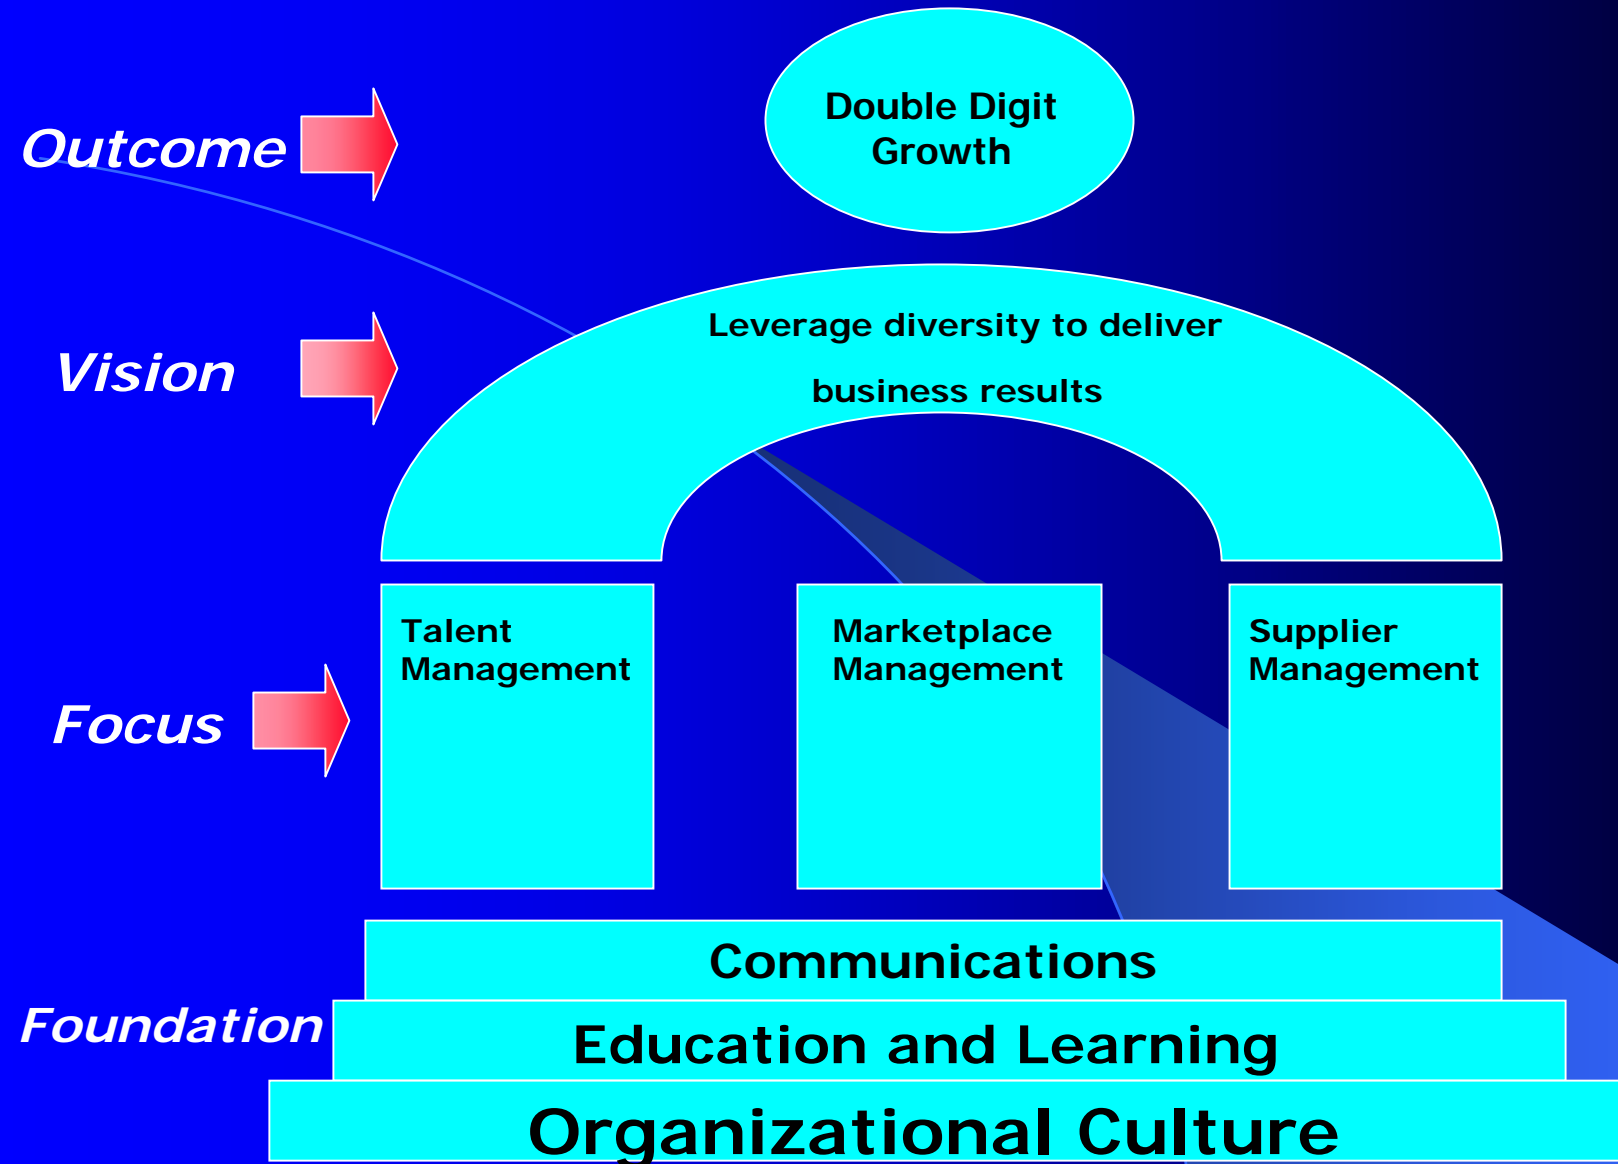 Outcome
Double Digit
Growth
Vision
Leverage diversity to deliver
business results
Focus
Talent
Management
Marketplace
Management
Supplier
Management
Foundation
Communications
Education and Learning
Organizational Culture